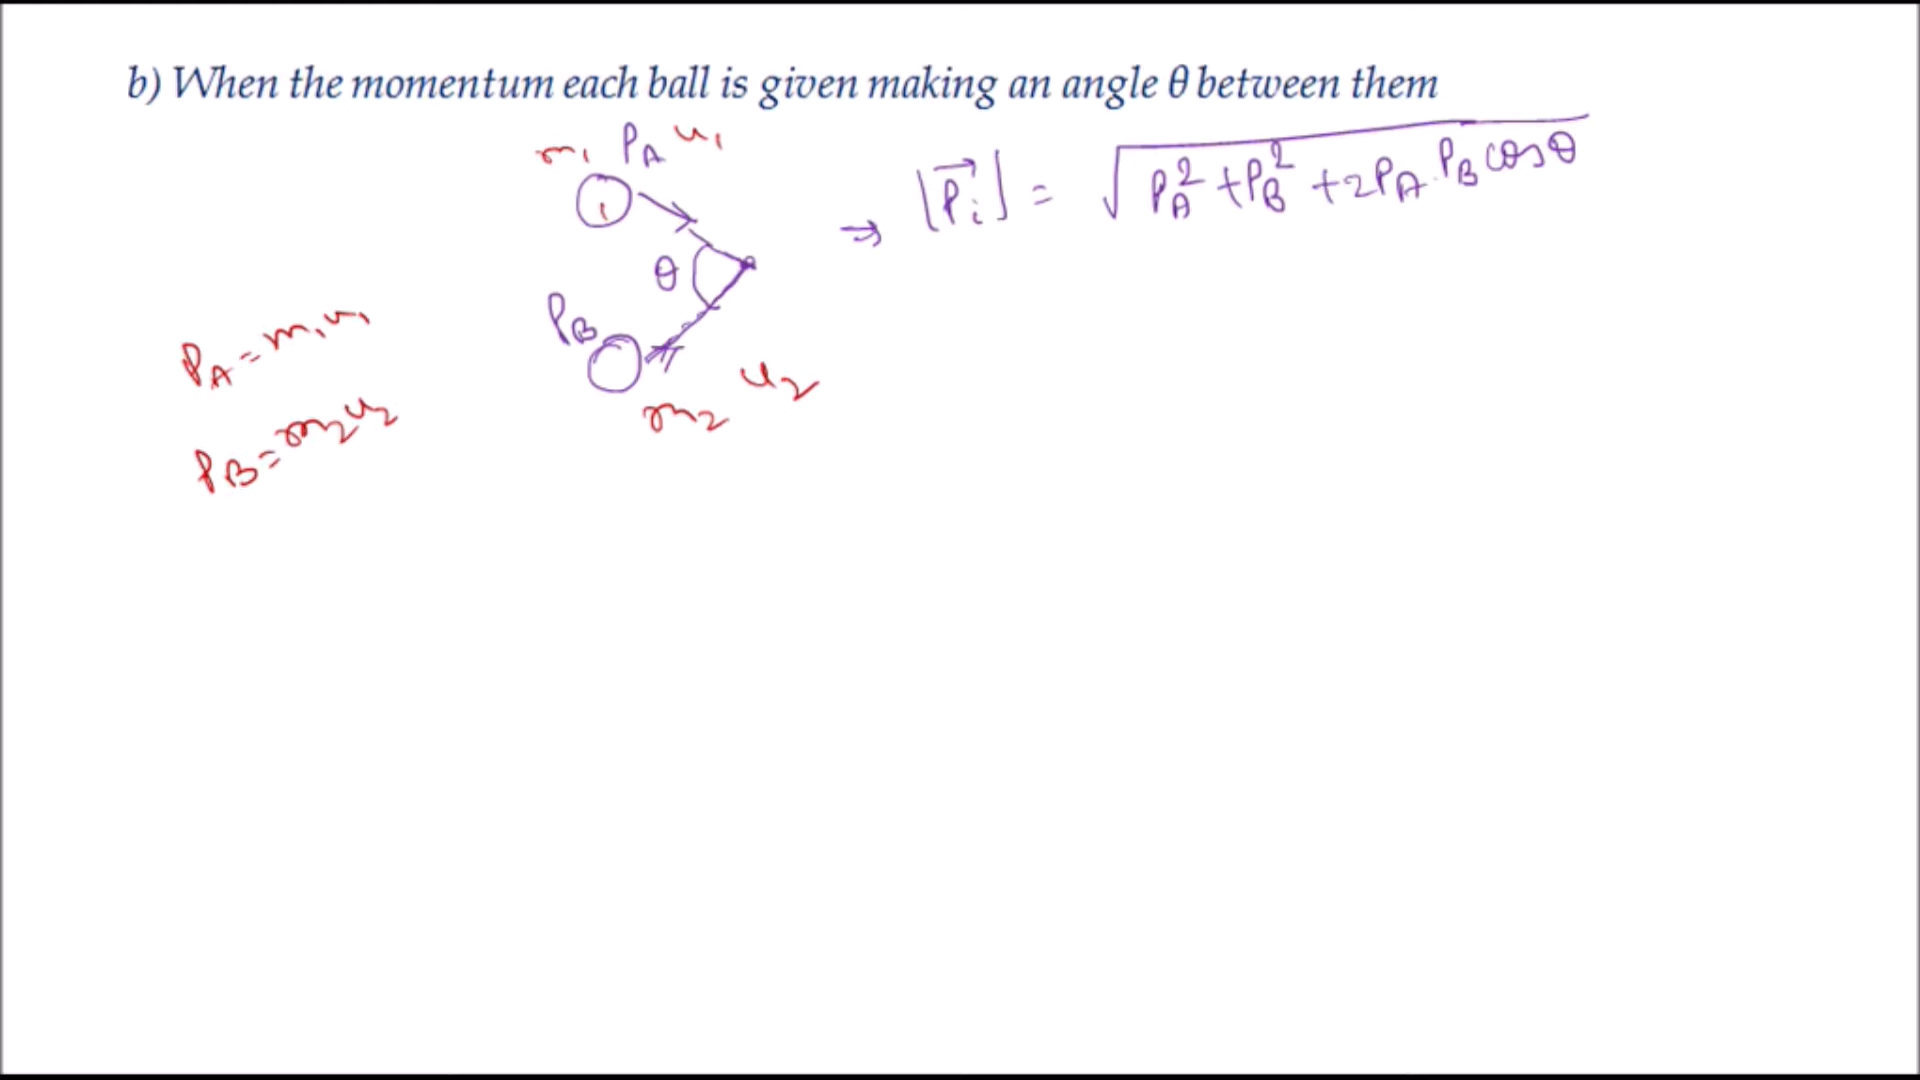 b) When the momentum each ball is given making an angle θ between them
m₁ P_A u₁
1
→ |P⃗ᵢ| = √(P_A² + P_B² + 2P_A . P_B cosθ)
θ
P_B
P_A = m₁u₁
m₂ u₂
P_B = m₂u₂